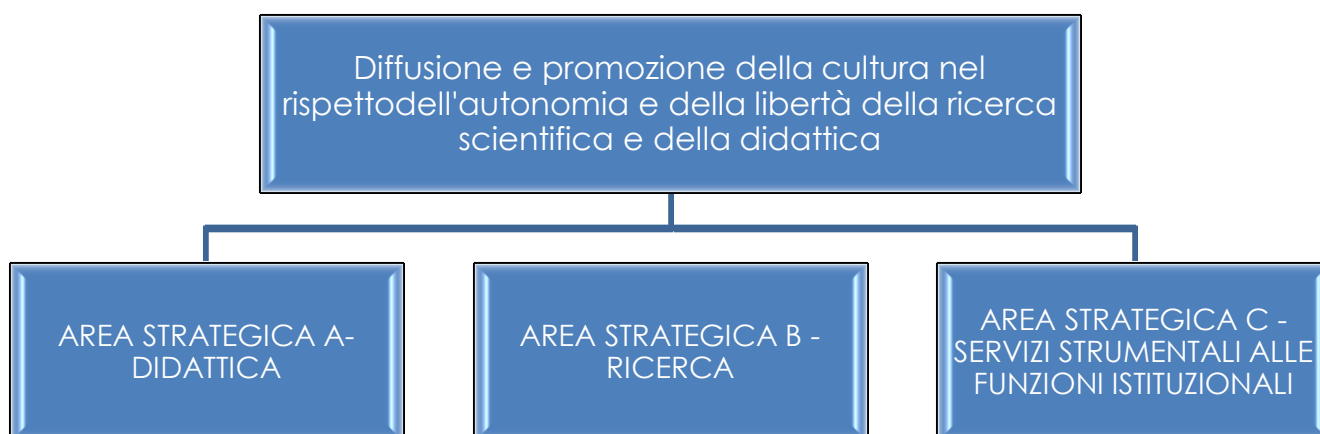 Diffusione e promozione della cultura nel
rispettodell'autonomia e della libertà della ricerca
scientifica e della didattica
AREA STRATEGICA A-
DIDATTICA
AREA STRATEGICA B -
RICERCA
AREA STRATEGICA C -
SERVIZI STRUMENTALI ALLE
FUNZIONI ISTITUZIONALI